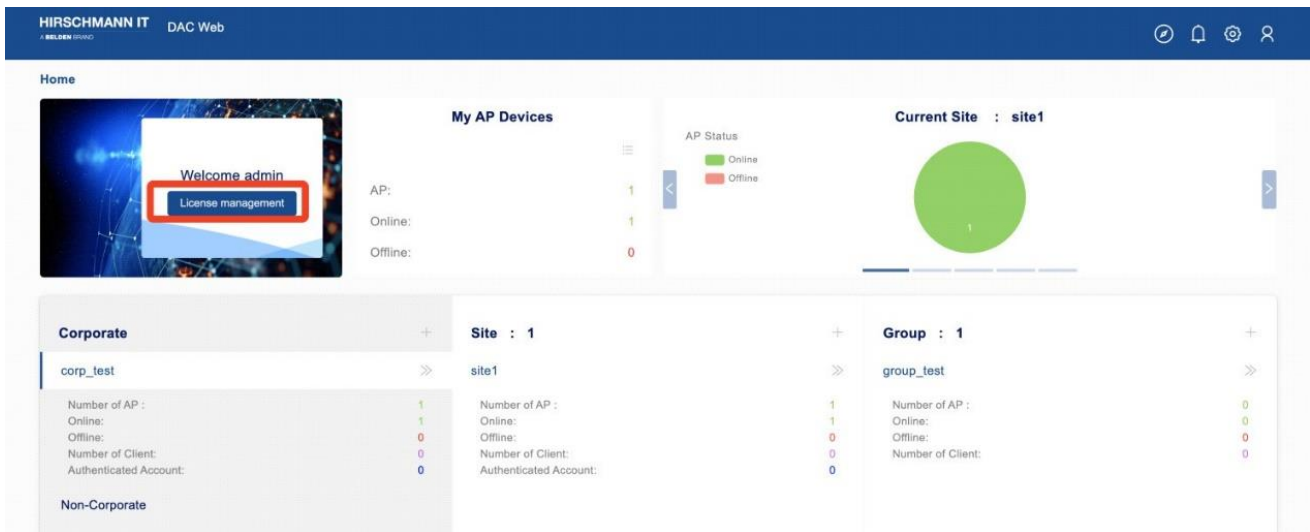 HIRSCHMANN IT
A BELDEN BRAND
DAC Web
Home
Welcome admin
License management
My AP Devices
AP: 1
Online: 1
Offline: 0
Current Site : site1
AP Status
Online
Offline
1
Corporate
corp_test
Number of AP : 1
Online: 1
Offline: 0
Number of Client: 0
Authenticated Account: 0
Non-Corporate
Site : 1
site1
Number of AP : 1
Online: 1
Offline: 0
Number of Client: 0
Authenticated Account: 0
Group : 1
group_test
Number of AP : 0
Online: 0
Offline: 0
Number of Client: 0